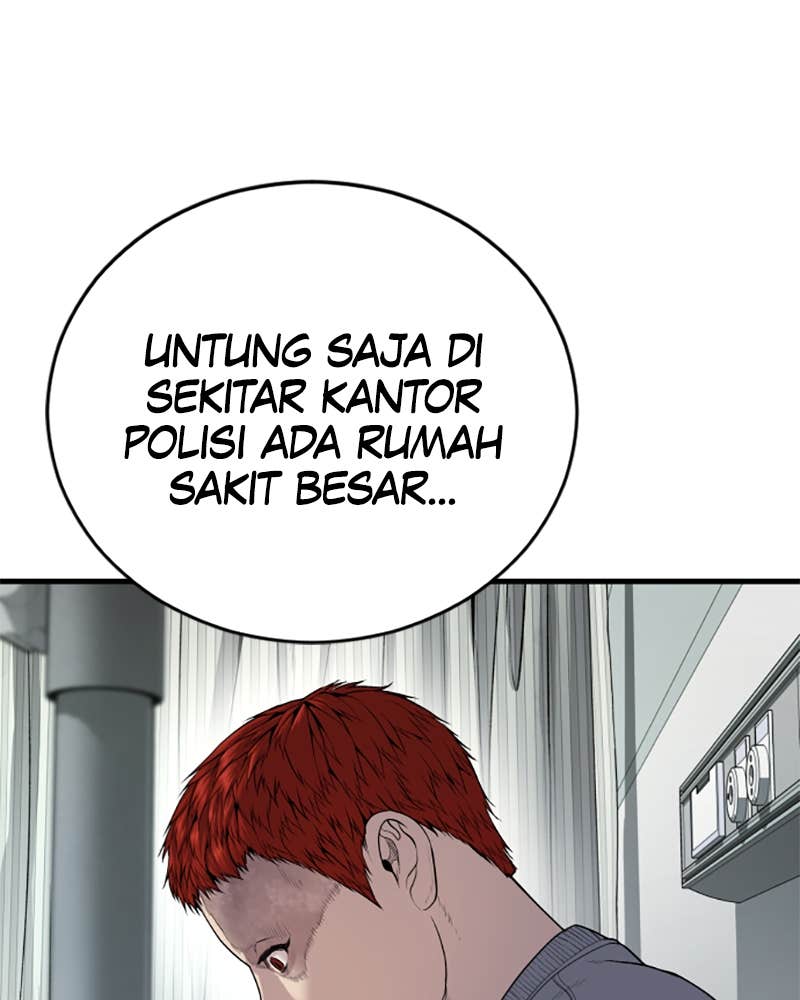 UNTUNG SAJA DI
SEKITAR KANTOR
POLISI ADA RUMAH
SAKIT BESAR...